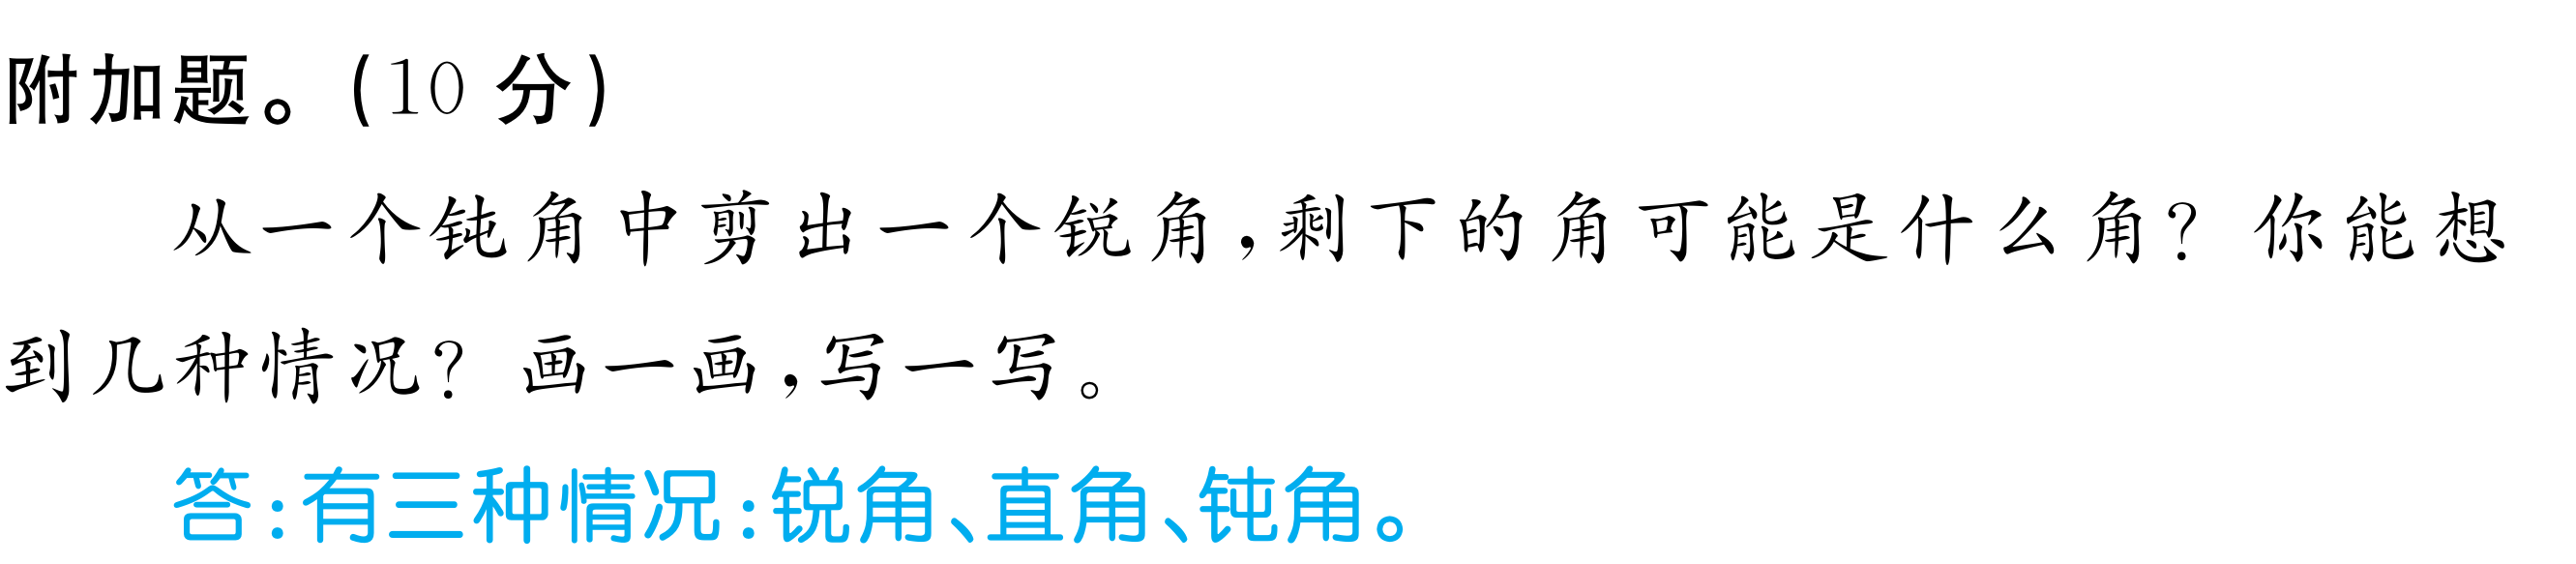 附加题。(10 分)
从一个钝角中剪出一个锐角,剩下的角可能是什么角? 你能想
到几种情况? 画一画,写一写。
答:有三种情况:锐角、直角、钝角。